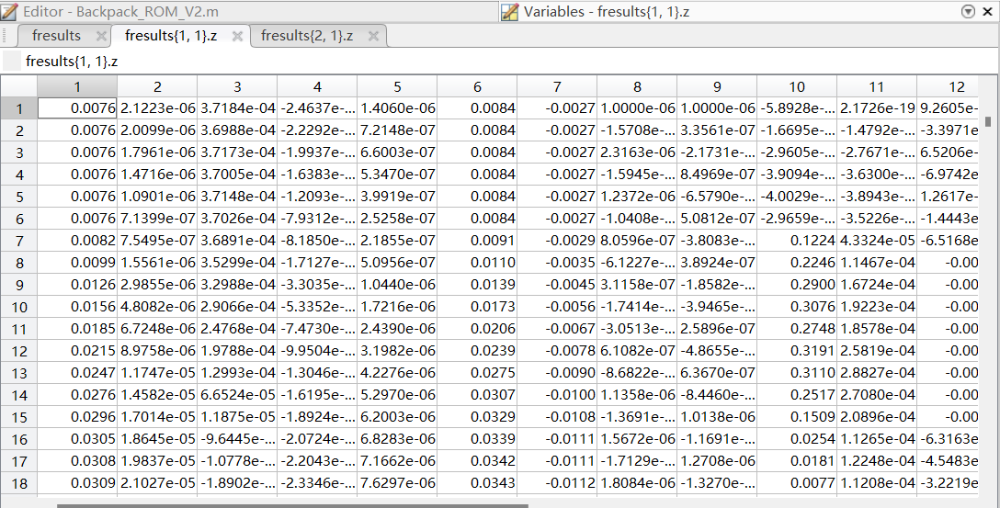 Editor - Backpack_ROM_V2.m Variables - fresults{1, 1}.z
fresults fresults{1, 1}.z fresults{2, 1}.z
fresults{1, 1}.z
1 2 3 4 5 6 7 8 9 10 11 12
1 0.0076 2.1223e-06 3.7184e-04 -2.4637e-... 1.4060e-06 0.0084 -0.0027 1.0000e-06 1.0000e-06 -5.8928e-... 2.1726e-19 9.2605e-
2 0.0076 2.0099e-06 3.6988e-04 -2.2292e-... 7.2148e-07 0.0084 -0.0027 -1.5708e-... 3.3561e-07 -1.6695e-... -1.4792e-... -3.3971e-
3 0.0076 1.7961e-06 3.7173e-04 -1.9937e-... 6.6003e-07 0.0084 -0.0027 2.3163e-06 -2.1731e-... -2.9605e-... -2.7671e-... 6.5206e-
4 0.0076 1.4716e-06 3.7005e-04 -1.6383e-... 5.3470e-07 0.0084 -0.0027 -1.5945e-... 8.4969e-07 -3.9094e-... -3.6300e-... -6.9742e-
5 0.0076 1.0901e-06 3.7148e-04 -1.2093e-... 3.9919e-07 0.0084 -0.0027 1.2372e-06 -6.5790e-... -4.0029e-... -3.8943e-... 1.2617e-
6 0.0076 7.1399e-07 3.7026e-04 -7.9312e-... 2.5258e-07 0.0084 -0.0027 -1.0408e-... 5.0812e-07 -2.9659e-... -3.5226e-... -1.4443e-
7 0.0082 7.5495e-07 3.6891e-04 -8.1850e-... 2.1855e-07 0.0091 -0.0029 8.0596e-07 -3.8083e-... 0.1224 4.3324e-05 -6.5168e-
8 0.0099 1.5561e-06 3.5299e-04 -1.7127e-... 5.0956e-07 0.0110 -0.0035 -6.1227e-... 3.8924e-07 0.2246 1.1467e-04 -0.00
9 0.0126 2.9855e-06 3.2988e-04 -3.3035e-... 1.0440e-06 0.0139 -0.0045 3.1158e-07 -1.8582e-... 0.2900 1.6724e-04 -0.00
10 0.0156 4.8082e-06 2.9066e-04 -5.3352e-... 1.7216e-06 0.0173 -0.0056 -1.7414e-... -3.9465e-... 0.3076 1.9223e-04 -0.00
11 0.0185 6.7248e-06 2.4768e-04 -7.4730e-... 2.4390e-06 0.0206 -0.0067 -3.0513e-... 2.5896e-07 0.2748 1.8578e-04 -0.00
12 0.0215 8.9758e-06 1.9788e-04 -9.9504e-... 3.1982e-06 0.0239 -0.0078 6.1082e-07 -4.8655e-... 0.3191 2.5819e-04 -0.00
13 0.0247 1.1747e-05 1.2993e-04 -1.3046e-... 4.2276e-06 0.0275 -0.0090 -8.6822e-... 6.3670e-07 0.3110 2.8827e-04 -0.00
14 0.0276 1.4582e-05 6.6524e-05 -1.6195e-... 5.2970e-06 0.0307 -0.0100 1.1358e-06 -8.4460e-... 0.2517 2.7080e-04 -0.00
15 0.0296 1.7014e-05 1.1875e-05 -1.8924e-... 6.2003e-06 0.0329 -0.0108 -1.3691e-... 1.0138e-06 0.1509 2.0896e-04 -0.00
16 0.0305 1.8645e-05 -9.6445e-... -2.0724e-... 6.8283e-06 0.0339 -0.0111 1.5672e-06 -1.1691e-... 0.0254 1.1265e-04 -6.3163e-
17 0.0308 1.9837e-05 -1.0778e-... -2.2043e-... 7.1662e-06 0.0342 -0.0111 -1.7129e-... 1.2708e-06 0.0181 1.2248e-04 -4.5483e-
18 0.0309 2.1027e-05 -1.8902e-... -2.3346e-... 7.6297e-06 0.0343 -0.0112 1.8084e-06 -1.3270e-... 0.0077 1.1208e-04 -3.2219e-